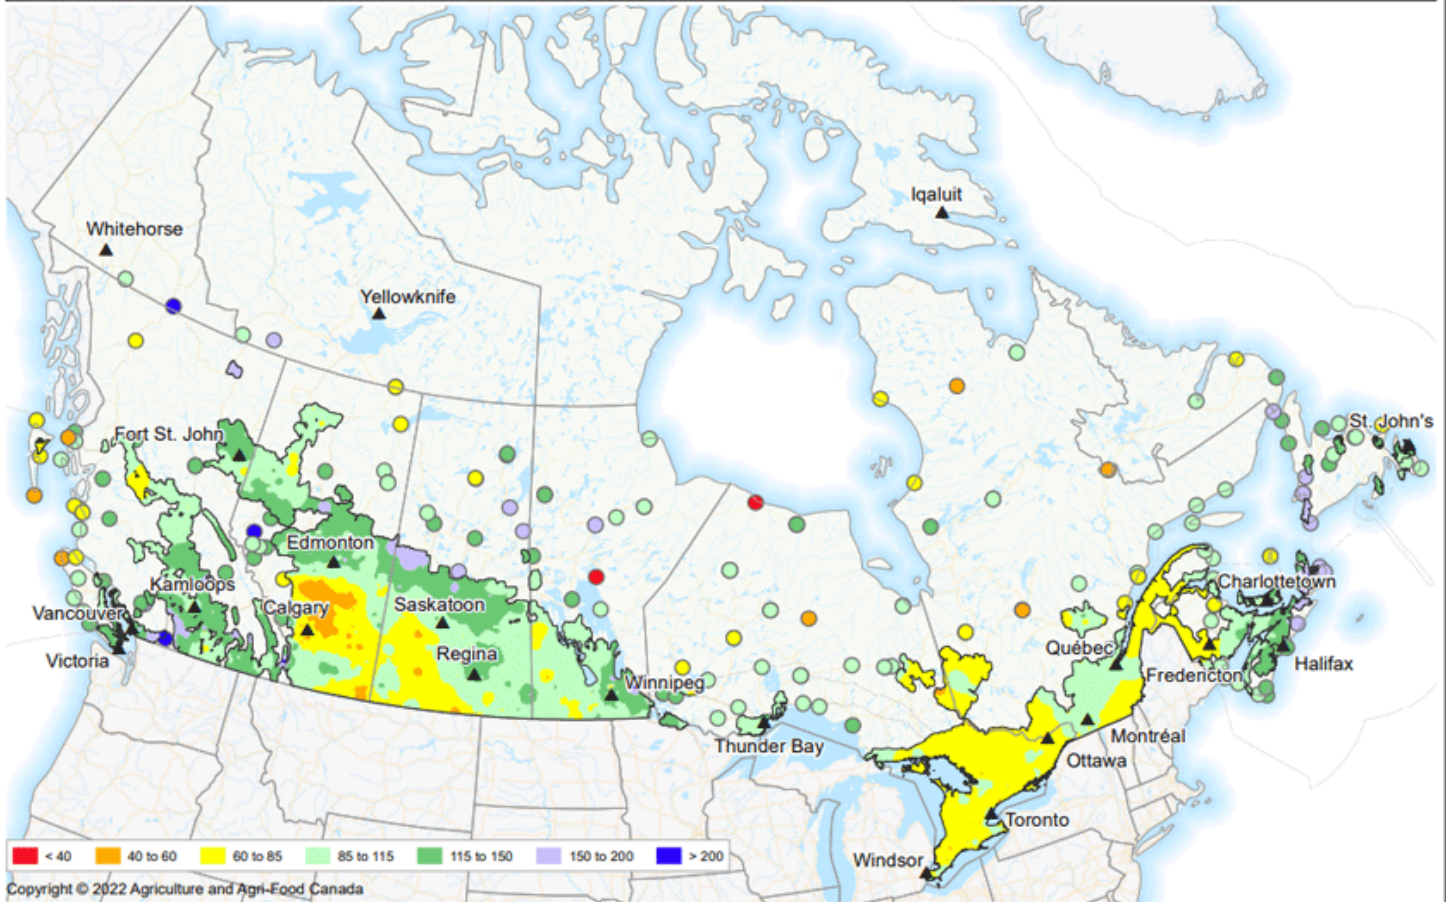 Iqaluit
Whitehorse
Yellowknife
St. John's
Fort St. John
Edmonton
Charlottetown
Kamloops
Calgary
Saskatoon
Vancouver
Québec
Regina
Victoria
Halifax
Fredericton
Winnipeg
Montréal
Thunder Bay
Ottawa
Toronto
Windsor
< 40 40 to 60 60 to 85 85 to 115 115 to 150 150 to 200 > 200
Copyright © 2022 Agriculture and Agri-Food Canada